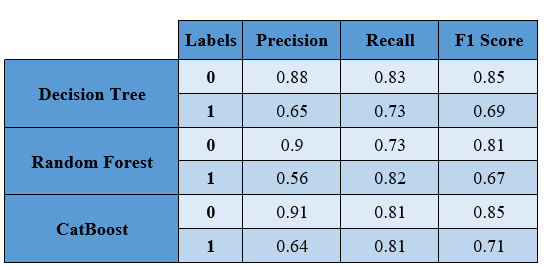 Labels Precision Recall F1 Score
Decision Tree
0 0.88 0.83 0.85
1 0.65 0.73 0.69
Random Forest
0 0.9 0.73 0.81
1 0.56 0.82 0.67
CatBoost
0 0.91 0.81 0.85
1 0.64 0.81 0.71